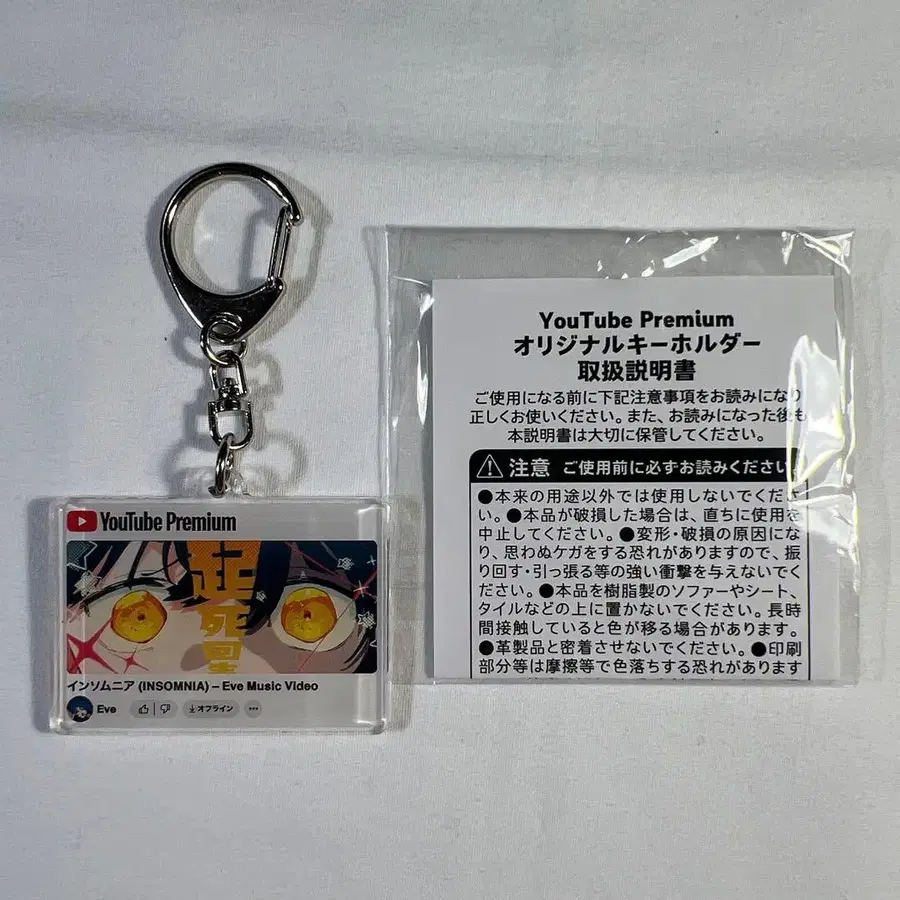 YouTube Premium
起死回
インソムニア (INSOMNIA) – Eve Music Video
Eve
オフライン
YouTube Premium
オリジナルキーホルダー
取扱説明書
ご使用になる前に下記注意事項をお読みになり
正しくお使いください。また、お読みになった後も
本説明書は大切に保管してください。
注意 ご使用前に必ずお読みください。
●本来の用途以外では使用しないでくださ
い。●本品が破損した場合は、直ちに使用を
中止してください。●変形・破損の原因にな
り、思わぬケガをする恐れがありますので、振
り回す・引っ張る等の強い衝撃を与えないでく
ださい。●本品を樹脂製のソファーやシート、
タイルなどの上に置かないでください。長時
間接触していると色が移る場合があります。
●革製品と密着させないでください。●印刷
部分等は摩擦等で色落ちする恐れがあります